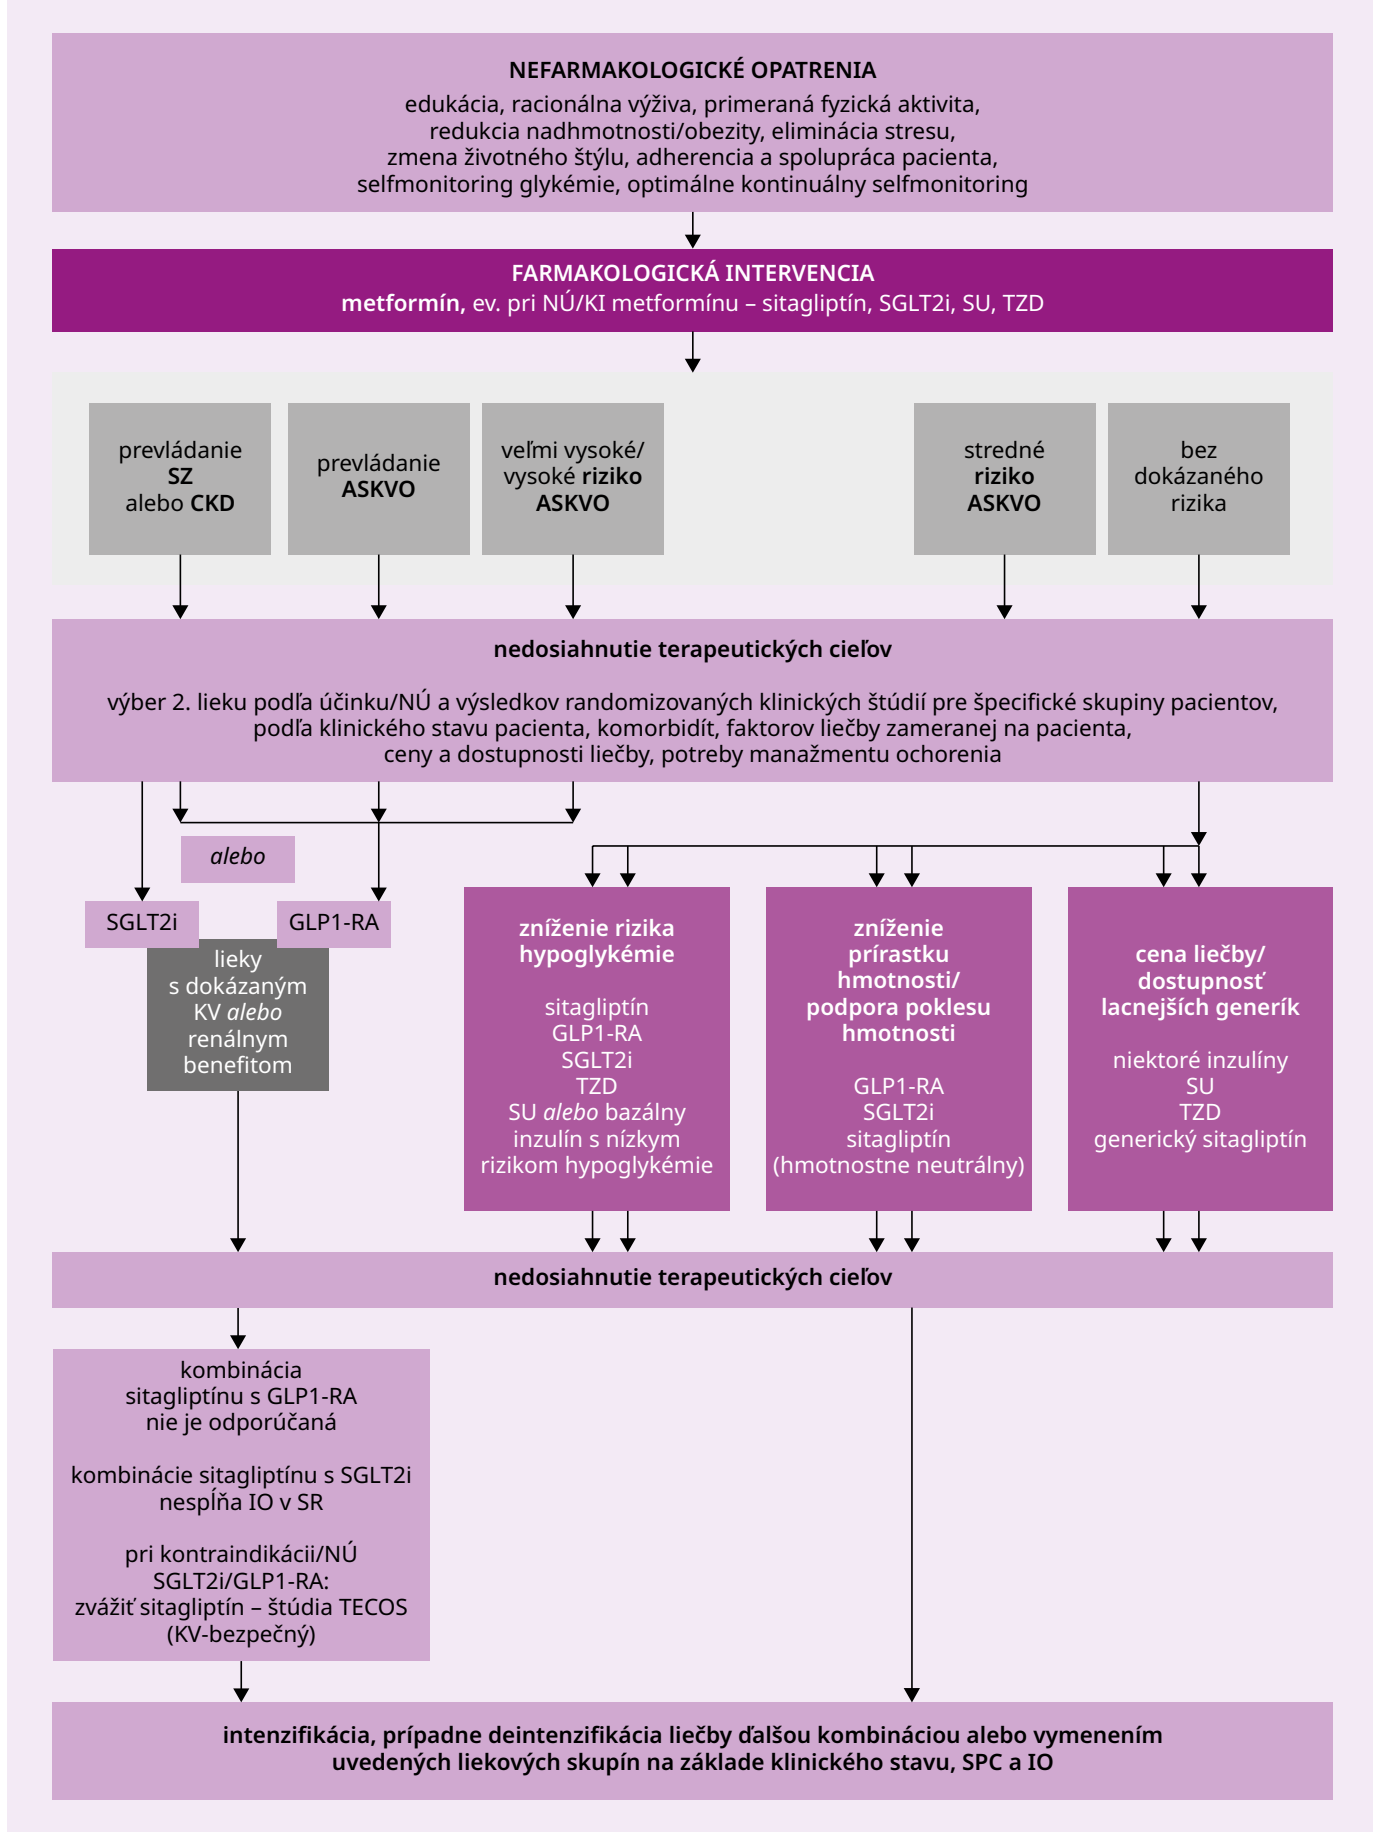 NEFARMAKOLOGICKÉ OPATRENIA
edukácia, racionálna výživa, primeraná fyzická aktivita,
redukcia nadhmotnosti/obezity, eliminácia stresu,
zmena životného štýlu, adherencia a spolupráca pacienta,
selfmonitoring glykémie, optimálne kontinuálny selfmonitoring
FARMAKOLOGICKÁ INTERVENCIA
metformín, ev. pri NÚ/KI metformínu – sitagliptín, SGLT2i, SU, TZD
prevládanie
SZ
alebo CKD
prevládanie
ASKVO
veľmi vysoké/
vysoké riziko
ASKVO
stredné
riziko
ASKVO
bez
dokázaného
rizika
nedosiahnutie terapeutických cieľov
výber 2. lieku podľa účinku/NÚ a výsledkov randomizovaných klinických štúdií pre špecifické skupiny pacientov,
podľa klinického stavu pacienta, komorbidít, faktorov liečby zameranej na pacienta,
ceny a dostupnosti liečby, potreby manažmentu ochorenia
alebo
SGLT2i
GLP1-RA
lieky
s dokázaným
KV alebo
renálnym
benefitom
zníženie rizika
hypoglykémie
sitagliptín
GLP1-RA
SGLT2i
TZD
SU alebo bazálny
inzulín s nízkym
rizikom hypoglykémie
zníženie
prírastku
hmotnosti/
podpora poklesu
hmotnosti
GLP1-RA
SGLT2i
sitagliptín
(hmotnostne neutrálny)
cena liečby/
dostupnosť
lacnejších generík
niektoré inzulíny
SU
TZD
generický sitagliptín
nedosiahnutie terapeutických cieľov
kombinácia
sitagliptínu s GLP1-RA
nie je odporúčaná
kombinácie sitagliptínu s SGLT2i
nespĺňa IO v SR
pri kontraindikácii/NÚ
SGLT2i/GLP1-RA:
zvážiť sitagliptín – štúdia TECOS
(KV-bezpečný)
intenzifikácia, prípadne deintenzifikácia liečby ďalšou kombináciou alebo vymenením
uvedených liekových skupín na základe klinického stavu, SPC a IO